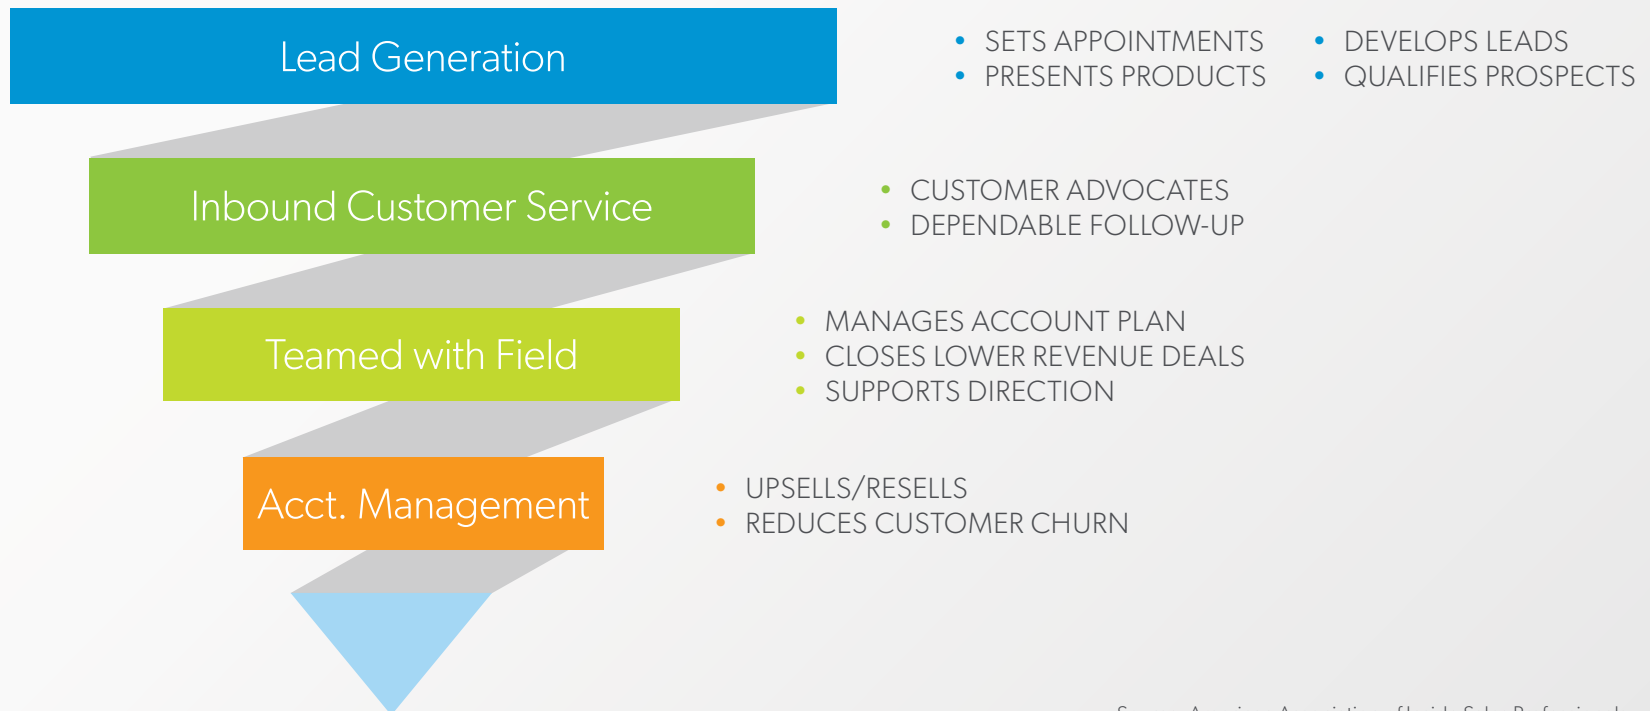 Lead Generation
• SETS APPOINTMENTS
• PRESENTS PRODUCTS
• DEVELOPS LEADS
• QUALIFIES PROSPECTS
Inbound Customer Service
• CUSTOMER ADVOCATES
• DEPENDABLE FOLLOW-UP
Teamed with Field
• MANAGES ACCOUNT PLAN
• CLOSES LOWER REVENUE DEALS
• SUPPORTS DIRECTION
Acct. Management
• UPSELLS/RESELLS
• REDUCES CUSTOMER CHURN